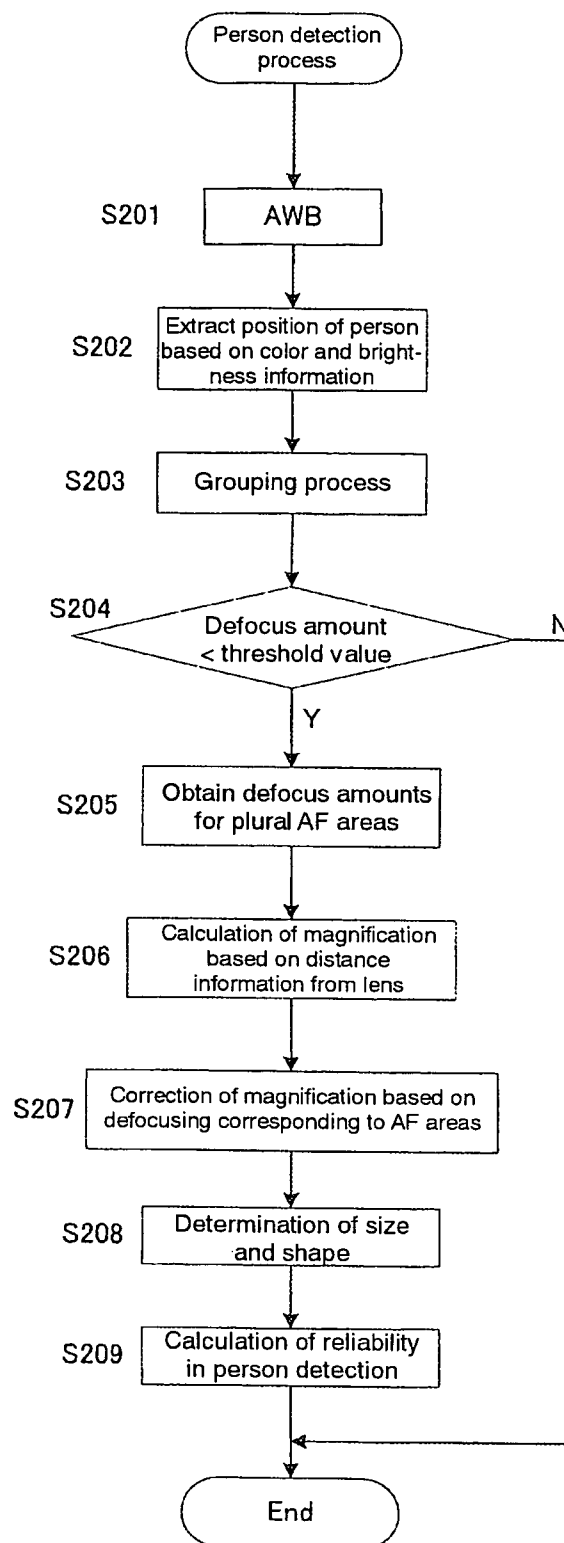 Person detection
process
S201
AWB
S202
Extract position of person
based on color and bright-
ness information
S203
Grouping process
S204
Defocus amount
< threshold value
N
Y
S205
Obtain defocus amounts
for plural AF areas
S206
Calculation of magnification
based on distance
information from lens
S207
Correction of magnification based on
defocusing corresponding to AF areas
S208
Determination of size
and shape
S209
Calculation of reliability
in person detection
End